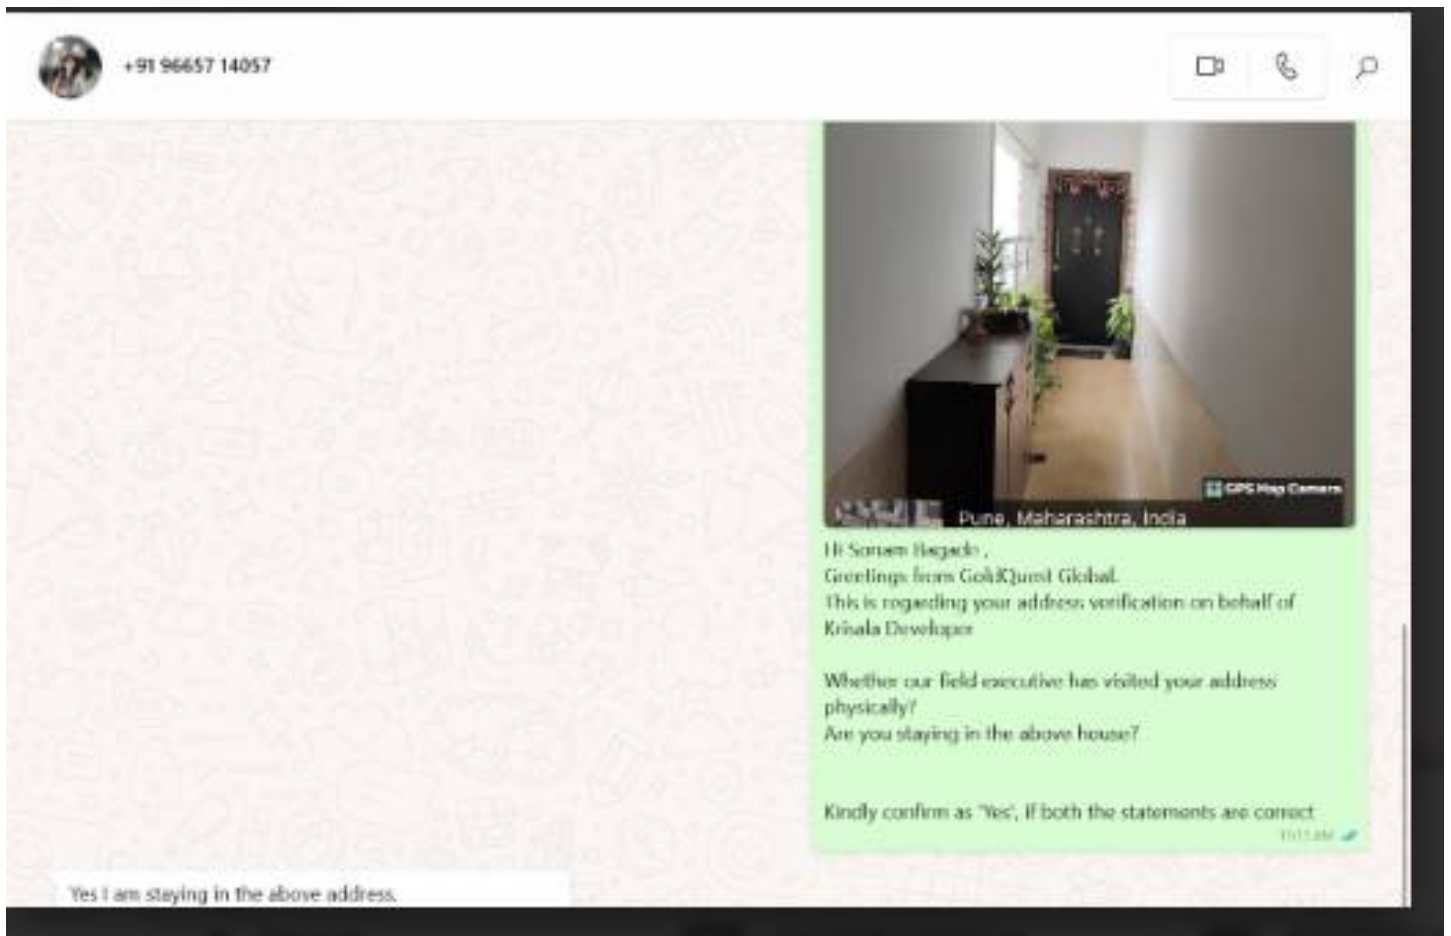 +91 96657 14057
GPS Map Camera
Pune, Maharashtra, India
Hi Sonam Bagade ,
Greetings from GoldQuest Global.
This is regarding your address verification on behalf of
Krisala Developer
Whether our field executive has visited your address
physically?
Are you staying in the above house?
Kindly confirm as 'Yes', if both the statements are correct
Yes I am staying in the above address.